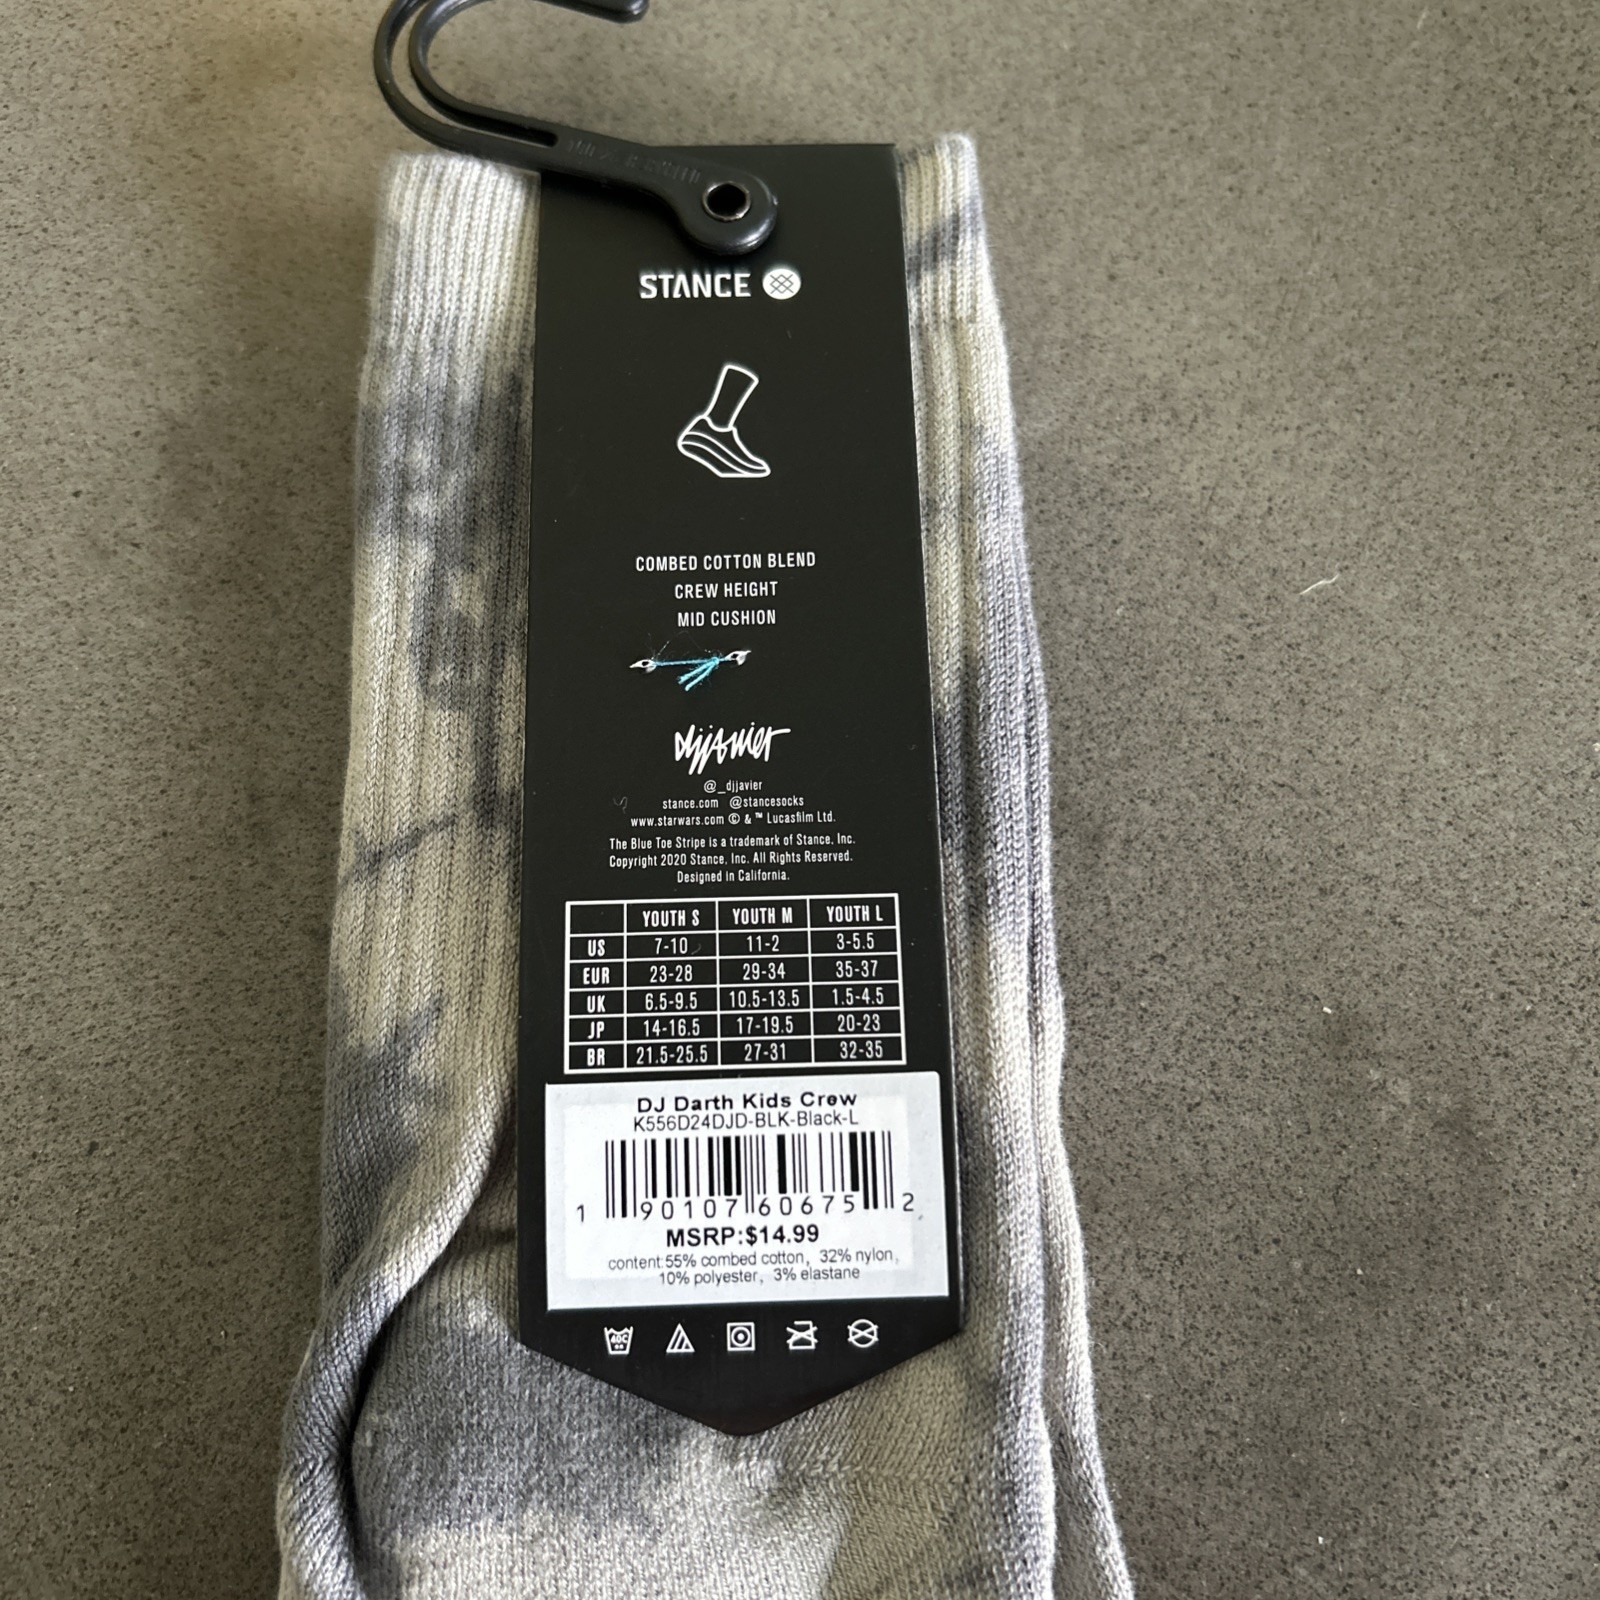 STANCE
COMBED COTTON BLEND
CREW HEIGHT
MID CUSHION
djjavier
@_djjavier
stance.com @stancesocks
www.starwars.com © & ™ Lucasfilm Ltd.
The Blue Toe Stripe is a trademark of Stance, Inc.
Copyright 2020 Stance, Inc. All Rights Reserved.
Designed in California.
YOUTH S YOUTH M YOUTH L
US 7-10 11-2 3-5.5
EUR 23-28 29-34 35-37
UK 6.5-9.5 10.5-13.5 1.5-4.5
JP 14-16.5 17-19.5 20-23
BR 21.5-25.5 27-31 32-35
DJ Darth Kids Crew
K556D24DJD-BLK-Black-L
1 90107 60675 2
MSRP:$14.99
content:55% combed cotton, 32% nylon,
10% polyester, 3% elastane
40C